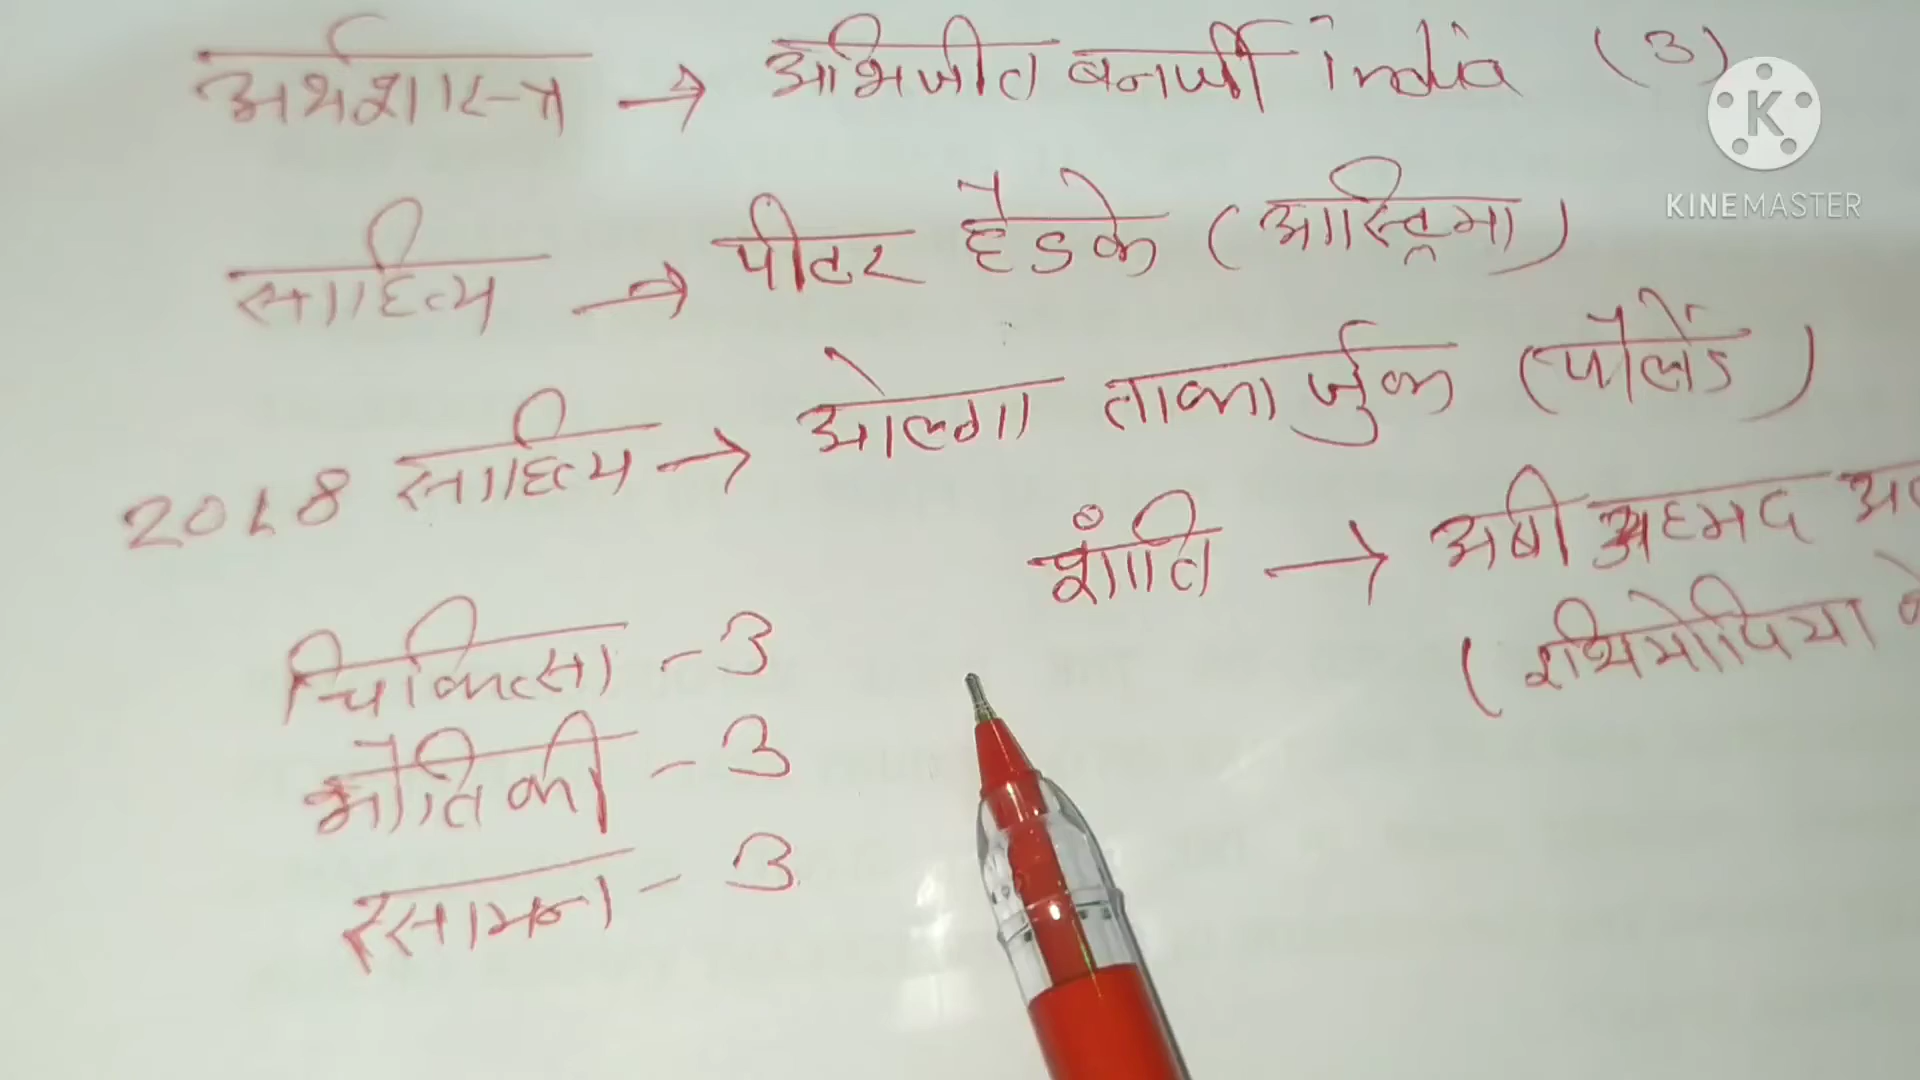 अर्थशास्त्र → अभिजीत बनर्जी india (3)
साहित्य → पीटर हैंडके (आस्ट्रिया)
2018 साहित्य → ओल्गा ताकार्जुक (पोलैंड)
शांति → अबी अहमद
(इथियोपिया
चिकित्सा - 3
भौतिकी - 3
रसायन - 3
K
KINEMASTER